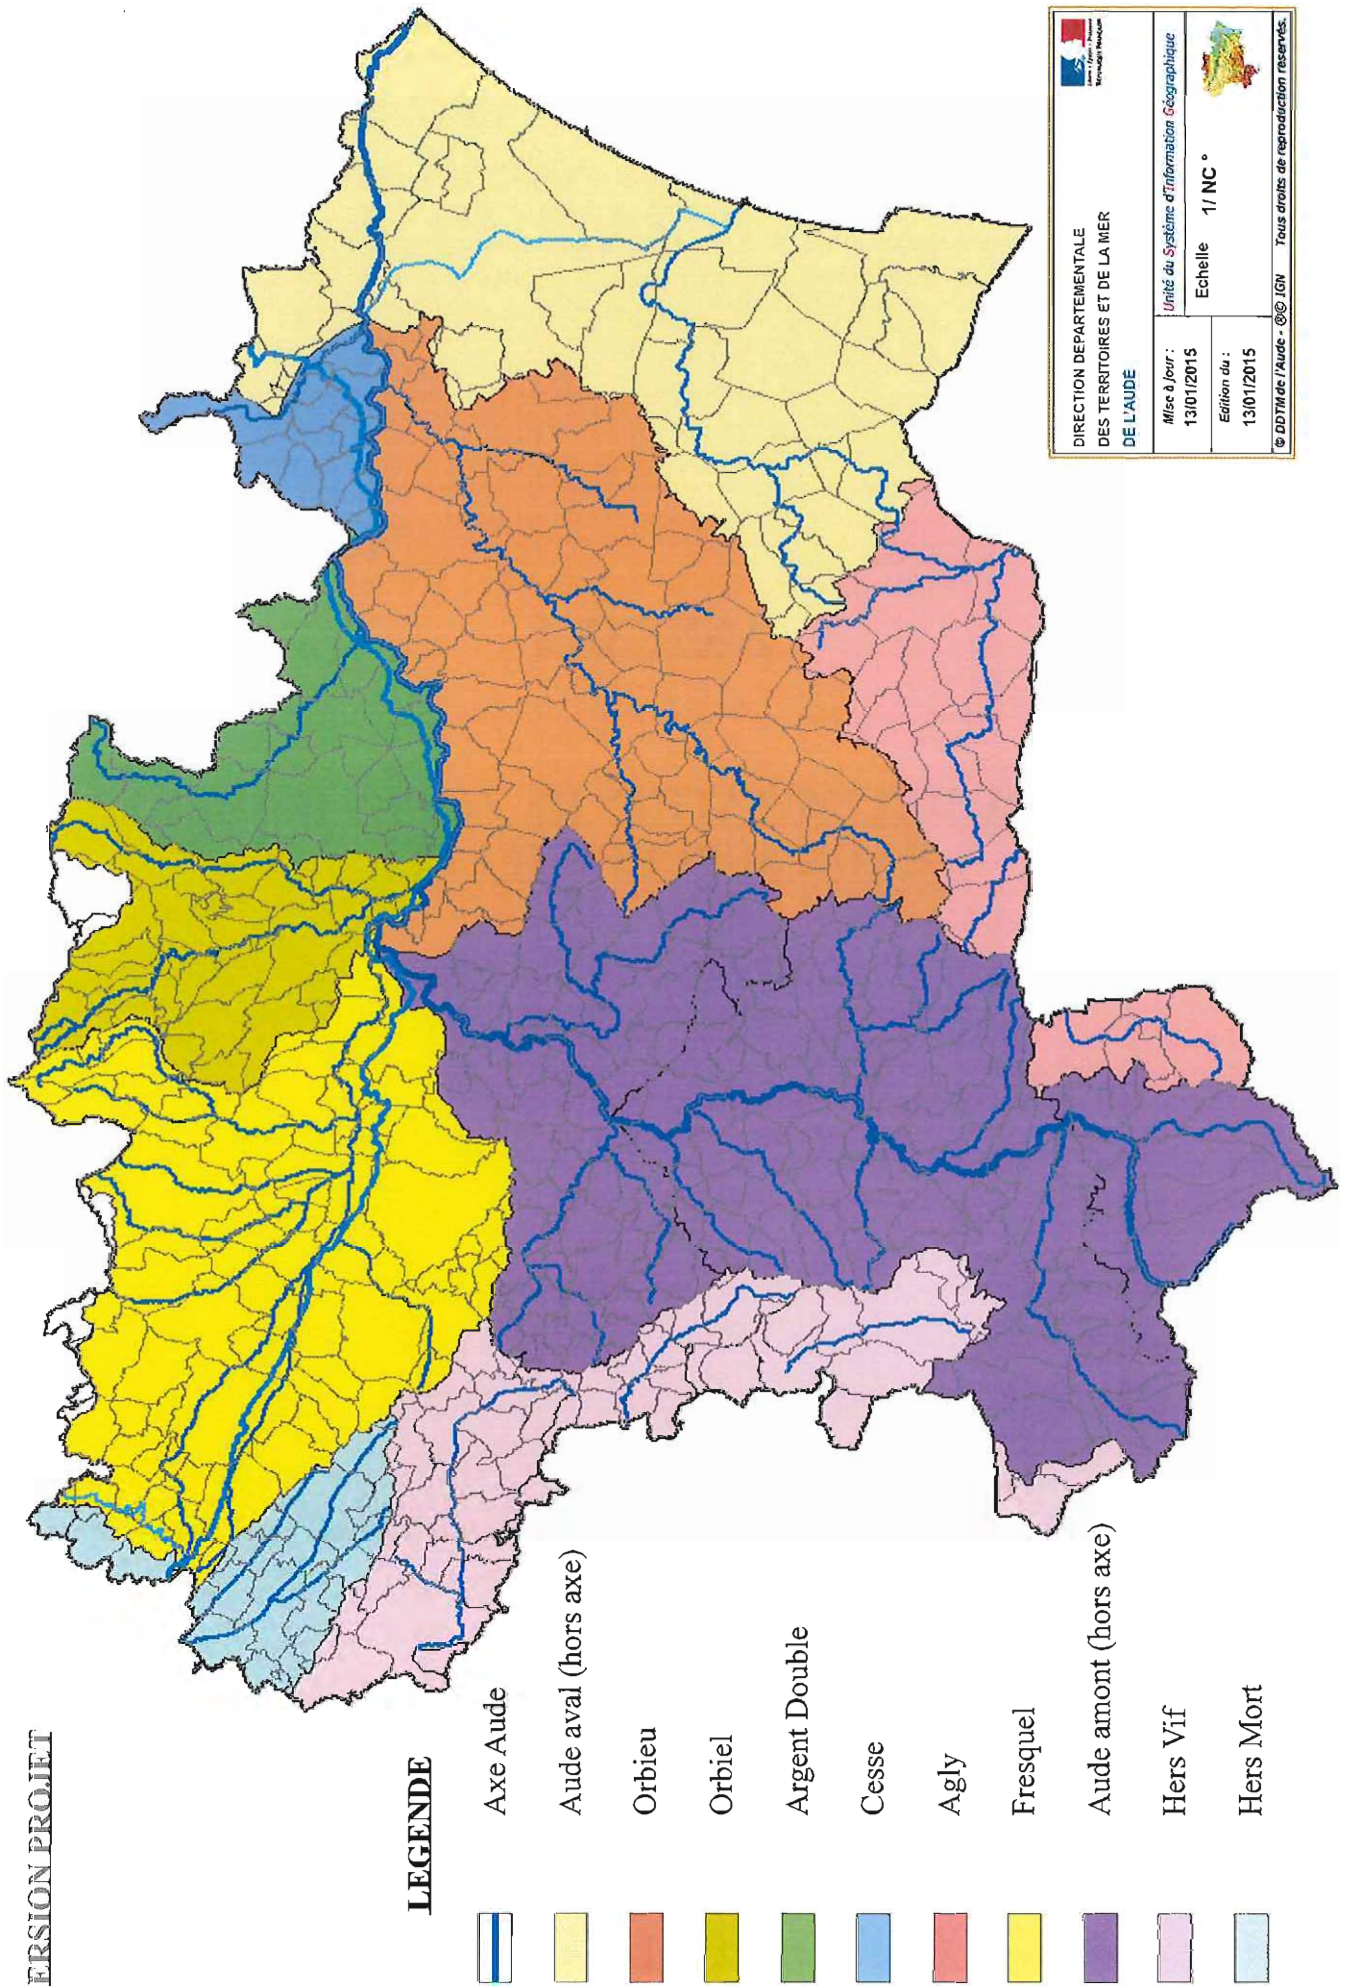 ERSION PROJET
LEGENDE
Axe Aude
Aude aval (hors axe)
Orbieu
Orbiel
Argent Double
Cesse
Agly
Fresquel
Aude amont (hors axe)
Hers Vif
Hers Mort
DIRECTION DEPARTEMENTALE
DES TERRITOIRES ET DE LA MER
DE L'AUDE
Mise à jour :
13/01/2015
Unité du Système d'Information Géographique
Edition du :
13/01/2015
Echelle 1/ NC °
© DDTM de l'Aude - ®© IGN Tous droits de reproduction reservés.